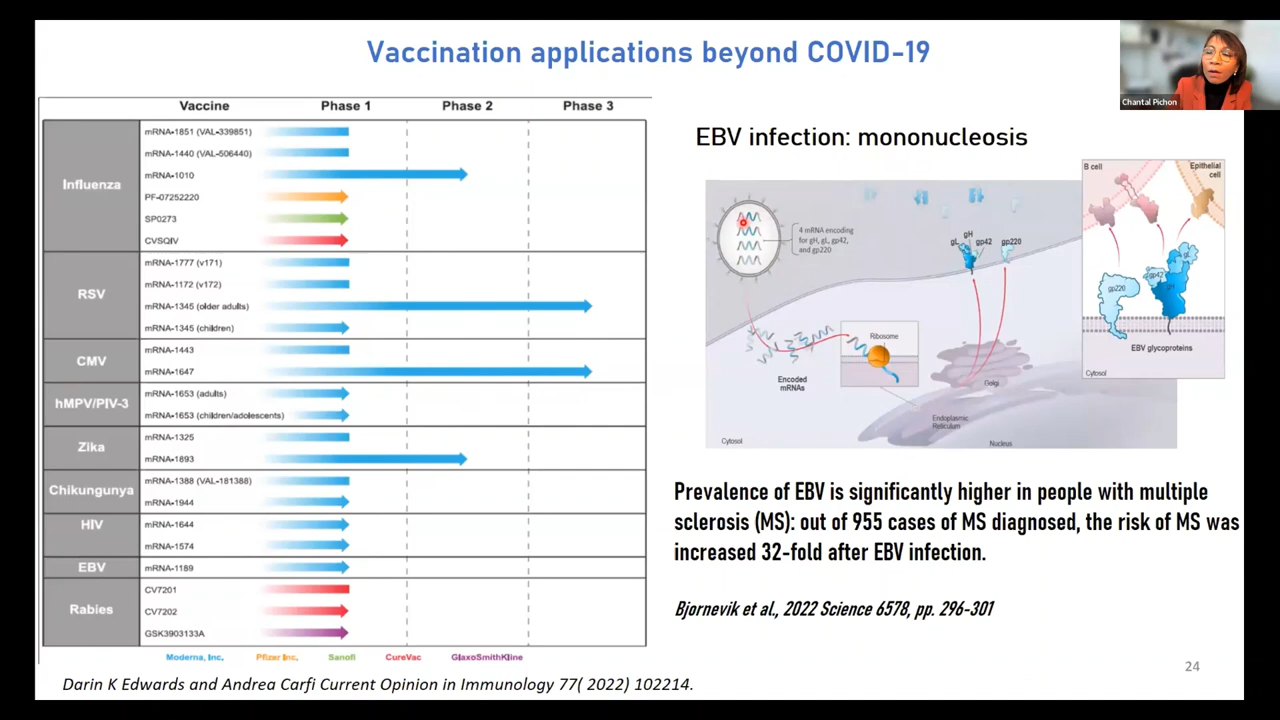 Vaccination applications beyond COVID-19
Chantal Pichon
Vaccine Phase 1 Phase 2 Phase 3
Influenza
mRNA-1851 (VAL-339851)
mRNA-1440 (VAL-506440)
mRNA-1010
PF-07252220
SP0273
CVSQIV
RSV
mRNA-1777 (v171)
mRNA-1172 (v172)
mRNA-1345 (older adults)
mRNA-1345 (children)
CMV
mRNA-1443
mRNA-1647
hMPV/PIV-3
mRNA-1653 (adults)
mRNA-1653 (children/adolescents)
Zika
mRNA-1325
mRNA-1893
Chikungunya
mRNA-1388 (VAL-181388)
mRNA-1944
HIV
mRNA-1644
mRNA-1574
EBV
mRNA-1189
Rabies
CV7201
CV7202
GSK3903133A
Moderna, Inc, Pfizer Inc, Sanofi CureVac GlaxoSmithKline
Darin K Edwards and Andrea Carfi Current Opinion in Immunology 77( 2022) 102214.
EBV infection: mononucleosis
4 mRNA encoding
for gH, gL, gp42,
and gp220
gL
gH
gp42
gp220
Ribosome
Encoded
mRNAs
Golgi
Endoplasmic
Reticulum
Cytosol
Nucleus
B cell
Epithelial
cell
gp220
gp42
gL
gH
EBV glycoproteins
Cytosol
Prevalence of EBV is significantly higher in people with multiple
sclerosis (MS): out of 955 cases of MS diagnosed, the risk of MS was
increased 32-fold after EBV infection.
Bjornevik et al., 2022 Science 6578, pp. 296-301
24